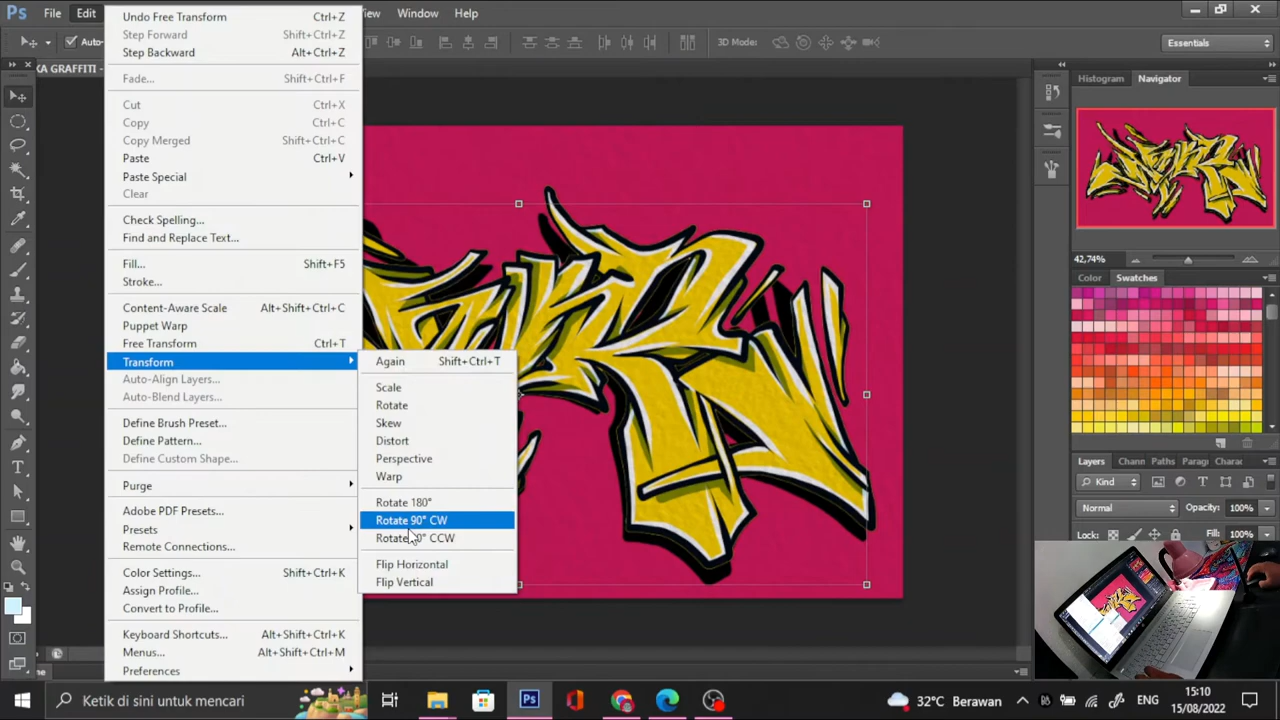 Ps File Edit View Window Help
Auto-
3D Mode:
Essentials
KA GRAFFITI -
Undo Free Transform Ctrl+Z
Step Forward Shift+Ctrl+Z
Step Backward Alt+Ctrl+Z
Fade... Shift+Ctrl+F
Cut Ctrl+X
Copy Ctrl+C
Copy Merged Shift+Ctrl+C
Paste Ctrl+V
Paste Special
Clear
Check Spelling...
Find and Replace Text...
Fill... Shift+F5
Stroke...
Content-Aware Scale Alt+Shift+Ctrl+C
Puppet Warp
Free Transform Ctrl+T
Transform
Auto-Align Layers...
Auto-Blend Layers...
Define Brush Preset...
Define Pattern...
Define Custom Shape...
Purge
Adobe PDF Presets...
Presets
Remote Connections...
Color Settings... Shift+Ctrl+K
Assign Profile...
Convert to Profile...
Keyboard Shortcuts... Alt+Shift+Ctrl+K
Menus... Alt+Shift+Ctrl+M
Preferences
Again Shift+Ctrl+T
Scale
Rotate
Skew
Distort
Perspective
Warp
Rotate 180°
Rotate 90° CW
Rotate 90° CCW
Flip Horizontal
Flip Vertical
Histogram Navigator
42,74%
Color Swatches
Layers Chann Paths Paragr Charac
Kind
Normal Opacity: 100%
Lock: Fill: 100%
Ketik di sini untuk mencari
32°C Berawan
ENG
15:10
15/08/2022